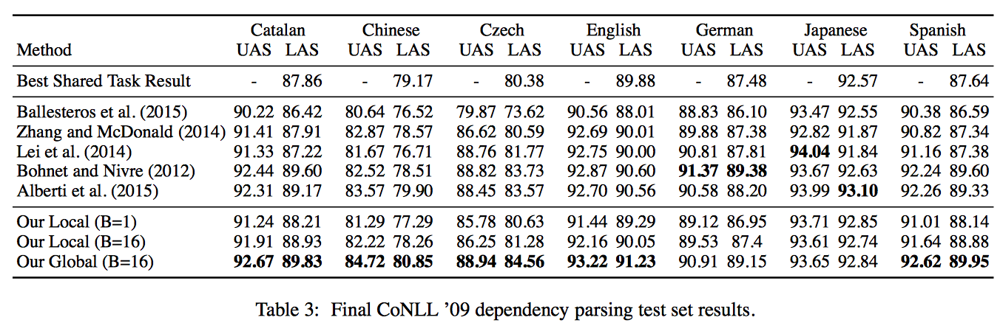 Catalan Chinese Czech English German Japanese Spanish
Method UAS LAS UAS LAS UAS LAS UAS LAS UAS LAS UAS LAS UAS LAS
Best Shared Task Result - 87.86 - 79.17 - 80.38 - 89.88 - 87.48 - 92.57 - 87.64
Ballesteros et al. (2015) 90.22 86.42 80.64 76.52 79.87 73.62 90.56 88.01 88.83 86.10 93.47 92.55 90.38 86.59
Zhang and McDonald (2014) 91.41 87.91 82.87 78.57 86.62 80.59 92.69 90.01 89.88 87.38 92.82 91.87 90.82 87.34
Lei et al. (2014) 91.33 87.22 81.67 76.71 88.76 81.77 92.75 90.00 90.81 87.81 94.04 91.84 91.16 87.38
Bohnet and Nivre (2012) 92.44 89.60 82.52 78.51 88.82 83.73 92.87 90.60 91.37 89.38 93.67 92.63 92.24 89.60
Alberti et al. (2015) 92.31 89.17 83.57 79.90 88.45 83.57 92.70 90.56 90.58 88.20 93.99 93.10 92.26 89.33
Our Local (B=1) 91.24 88.21 81.29 77.29 85.78 80.63 91.44 89.29 89.12 86.95 93.71 92.85 91.01 88.14
Our Local (B=16) 91.91 88.93 82.22 78.26 86.25 81.28 92.16 90.05 89.53 87.4 93.61 92.74 91.64 88.88
Our Global (B=16) 92.67 89.83 84.72 80.85 88.94 84.56 93.22 91.23 90.91 89.15 93.65 92.84 92.62 89.95
Table 3: Final CoNLL '09 dependency parsing test set results.